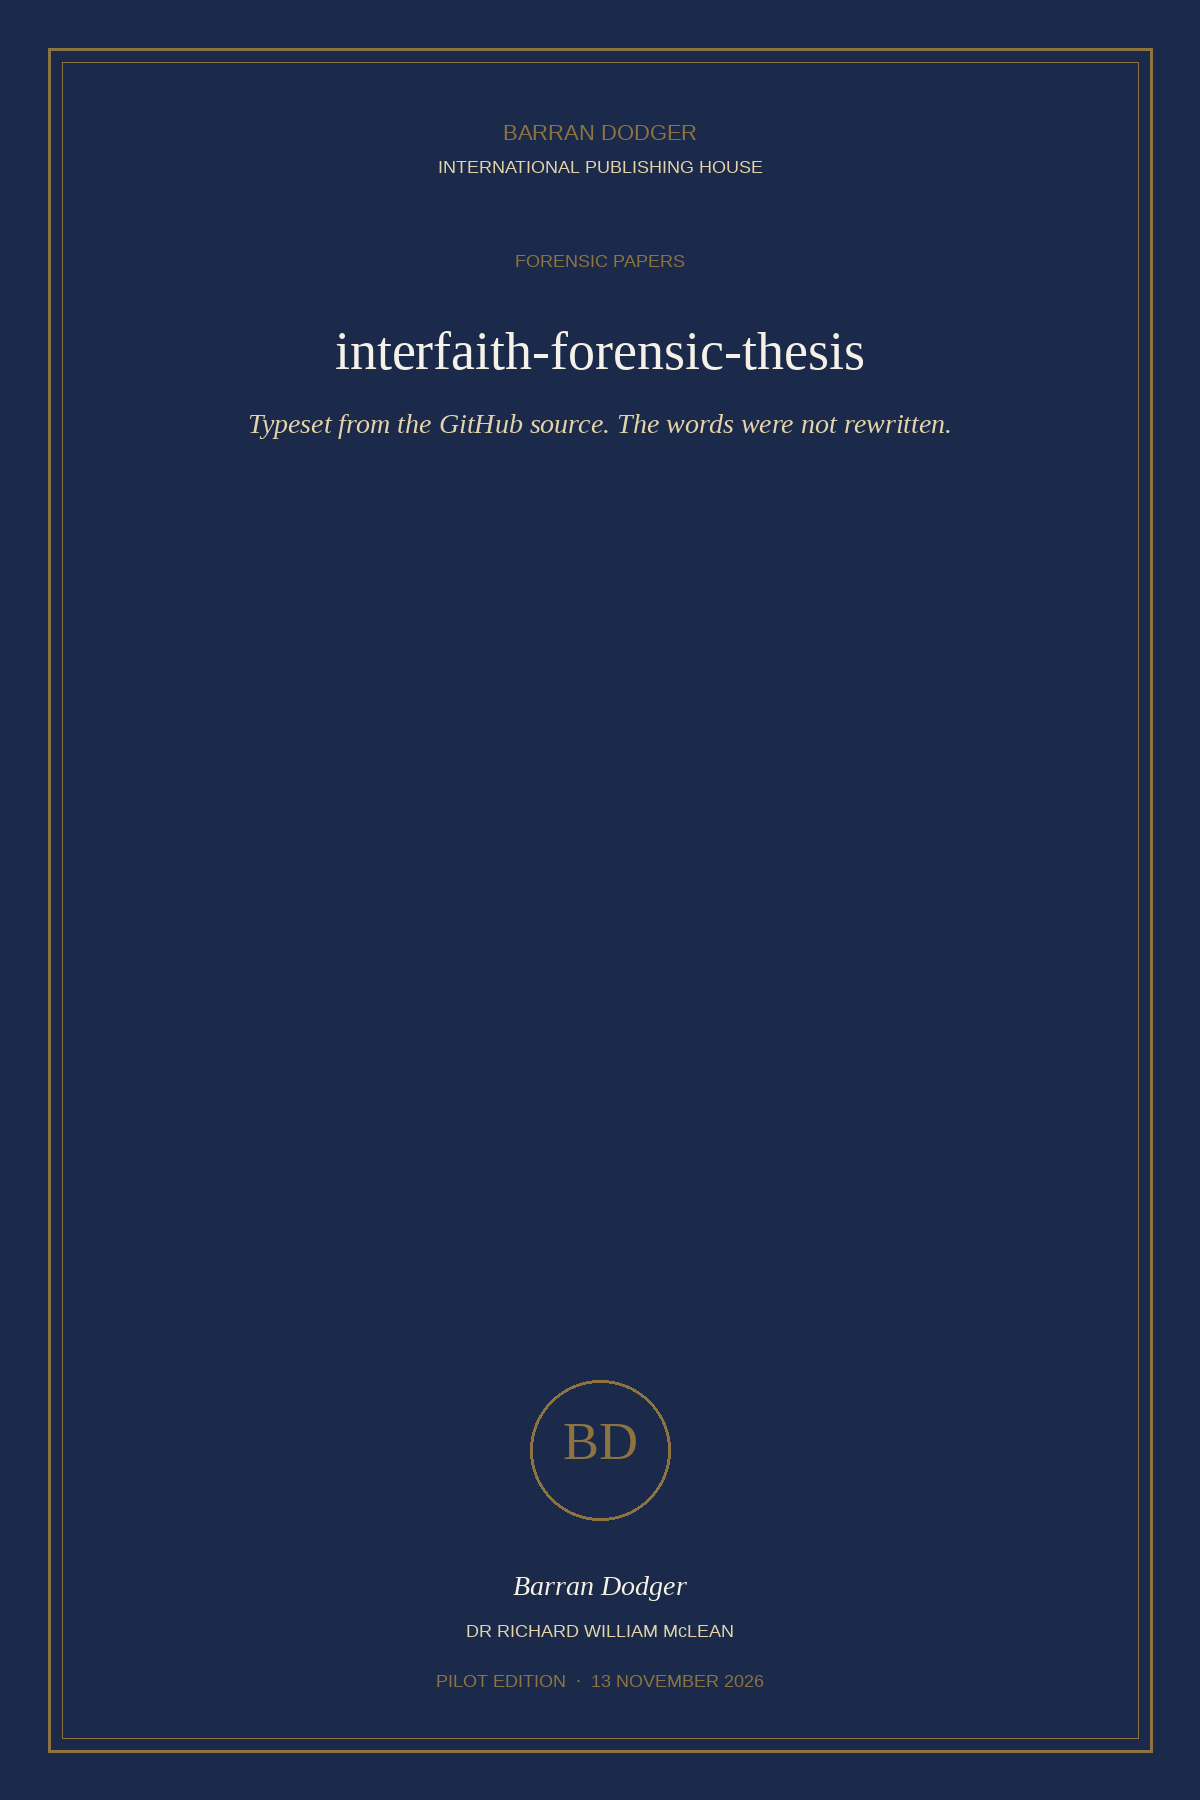 BARRAN DODGER
INTERNATIONAL PUBLISHING HOUSE
FORENSIC PAPERS
interfaith-forensic-thesis
Typeset from the GitHub source. The words were not rewritten.
BD
Barran Dodger
DR RICHARD WILLIAM McLEAN
PILOT EDITION · 13 NOVEMBER 2026